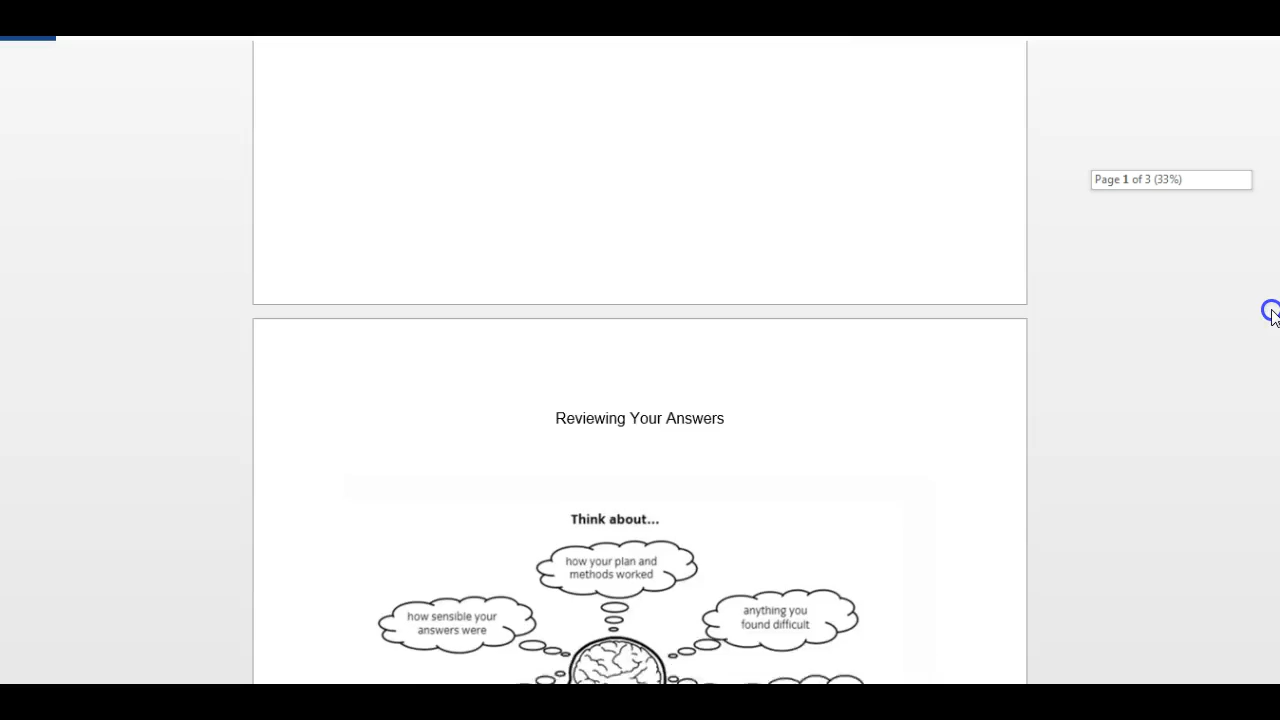 Page 1 of 3 (33%)
Reviewing Your Answers
Think about...
how your plan and
methods worked
how sensible your
answers were
anything you
found difficult